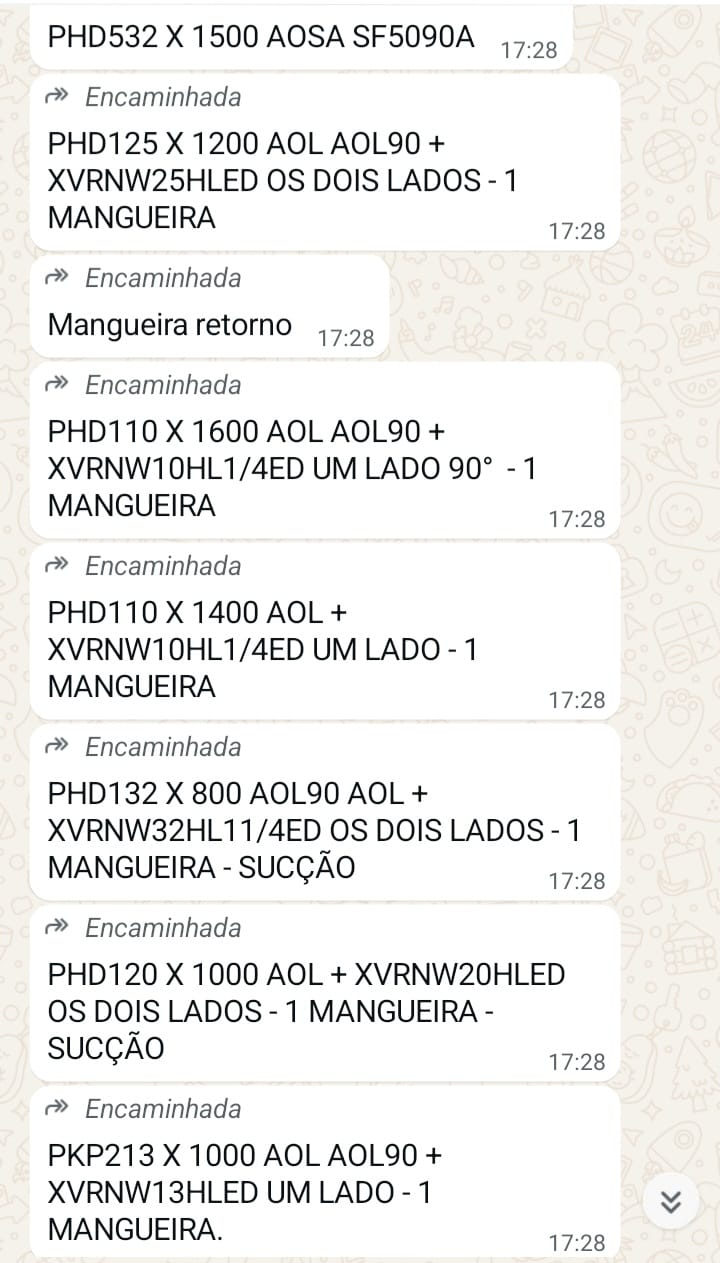 PHD532 X 1500 AOSA SF5090A 17:28
Encaminhada
PHD125 X 1200 AOL AOL90 +
XVRNW25HLED OS DOIS LADOS - 1
MANGUEIRA
17:28
Encaminhada
Mangueira retorno 17:28
Encaminhada
PHD110 X 1600 AOL AOL90 +
XVRNW10HL1/4ED UM LADO 90° - 1
MANGUEIRA
17:28
Encaminhada
PHD110 X 1400 AOL +
XVRNW10HL1/4ED UM LADO - 1
MANGUEIRA
17:28
Encaminhada
PHD132 X 800 AOL90 AOL +
XVRNW32HL11/4ED OS DOIS LADOS - 1
MANGUEIRA - SUCÇÃO
17:28
Encaminhada
PHD120 X 1000 AOL + XVRNW20HLED
OS DOIS LADOS - 1 MANGUEIRA -
SUCÇÃO
17:28
Encaminhada
PKP213 X 1000 AOL AOL90 +
XVRNW13HLED UM LADO - 1
MANGUEIRA.
17:28